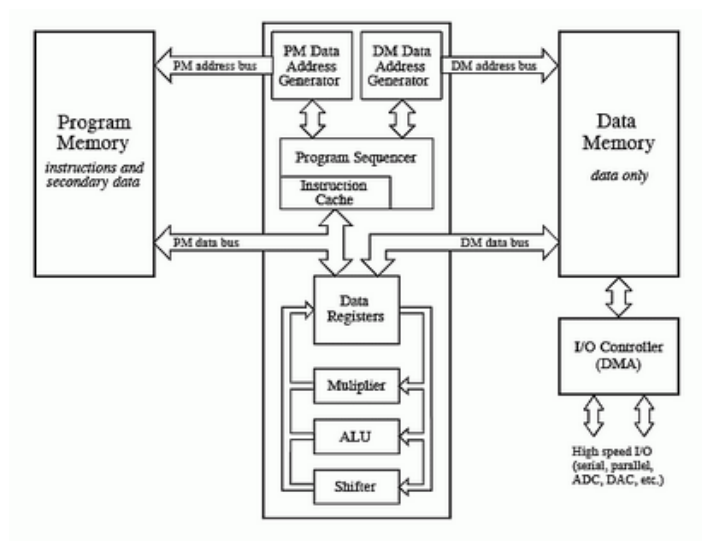 PM Data
Address
Generator
DM Data
Address
Generator
PM address bus
DM address bus
Program
Memory
instructions and
secondary data
Program Sequencer
Instruction
Cache
Data
Memory
data only
PM data bus
DM data bus
Data
Registers
I/O Controller
(DMA)
Muliplier
ALU
Shifter
High speed I/O
(serial, parallel,
ADC, DAC, etc.)